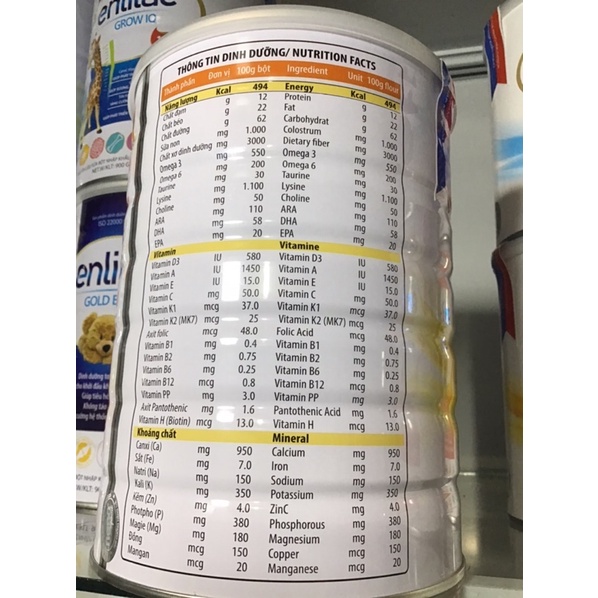 THÔNG TIN DINH DƯỠNG/ NUTRITION FACTS
Thành phần Đơn vị 100g bột Ingredient Unit 100g flour
Năng lượng Kcal 494 Energy Kcal 494
Chất đạm g 12 Protein g 12
Chất béo g 22 Fat g 22
Chất đường g 62 Carbohydrat g 62
Sữa non mg 1.000 Colostrum mg 1.000
Chất xơ dinh dưỡng mg 3000 Dietary fiber mg 3000
Omega 3 mg 550 Omega 3 mg 550
Omega 6 mg 200 Omega 6 mg 200
Taurine mg 30 Taurine mg 30
Lysine mg 1.100 Lysine mg 1.100
Choline mg 50 Choline mg 50
ARA mg 110 ARA mg 110
DHA mg 58 DHA mg 58
EPA mg 20 EPA mg 20
Vitamin Vitamine
Vitamin D3 IU 580 Vitamin D3 IU 580
Vitamin A IU 1450 Vitamin A IU 1450
Vitamin E IU 15.0 Vitamin E IU 15.0
Vitamin C mg 50.0 Vitamin C mg 50.0
Vitamin K1 mcg 37.0 Vitamin K1 mcg 37.0
Vitamin K2 (MK7) mcg 25 Vitamin K2 (MK7) mcg 25
Axit folic mcg 48.0 Folic Acid mcg 48.0
Vitamin B1 mg 0.4 Vitamin B1 mg 0.4
Vitamin B2 mg 0.75 Vitamin B2 mg 0.75
Vitamin B6 mg 0.25 Vitamin B6 mg 0.25
Vitamin B12 mcg 0.8 Vitamin B12 mcg 0.8
Vitamin PP mg 3.0 Vitamin PP mg 3.0
Axit Pantothenic mg 1.6 Pantothenic Acid mg 1.6
Vitamin H (Biotin) mcg 13.0 Vitamin H mcg 13.0
Khoáng chất Mineral
Canxi (Ca) mg 950 Calcium mg 950
Sắt (Fe) mg 7.0 Iron mg 7.0
Natri (Na) mg 150 Sodium mg 150
Kali (K) mg 350 Potassium mg 350
Kẽm (Zn) mg 4.0 ZinC mg 4.0
Photpho (P) mg 380 Phosphorous mg 380
Magie (Mg) mg 180 Magnesium mg 180
Đồng mcg 150 Copper mcg 150
Mangan mcg 20 Manganese mcg 20
GROW IQ
ISO 22000
GOLD